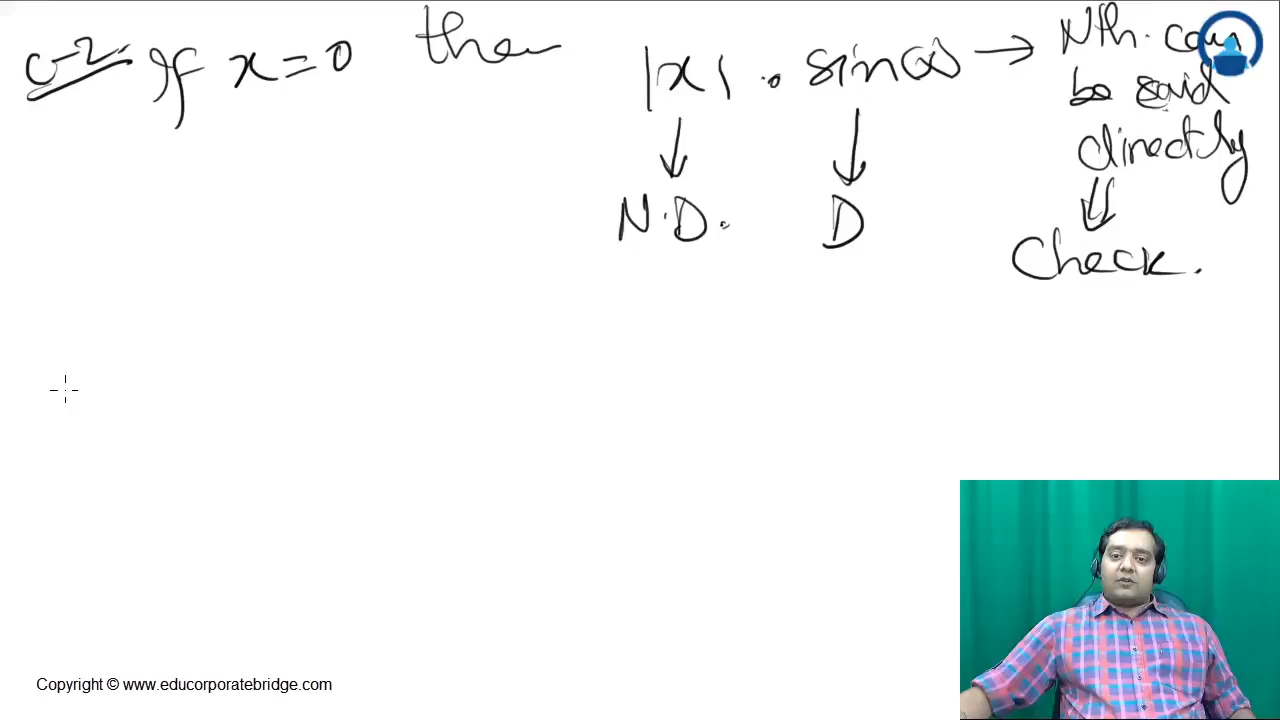 C-2. If x=0 then |x| . sin(x) → Nth. can
be said
directly
N.D. D
Check.
Copyright © www.educorporatebridge.com